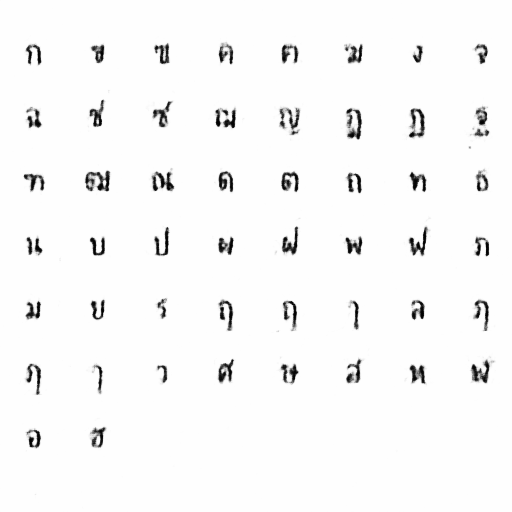 ก ข ฃ ค ฅ ฆ ง จ
ฉ ช ซ ฌ ญ ฎ ฏ ฐ
ฑ ฒ ณ ด ต ถ ท ธ
น บ ป ผ ฝ พ ฟ ภ
ม ย ร ฤ ฤ ๅ ล ฦ
ฦ ๅ ว ศ ษ ส ห ฬ
อ ฮ